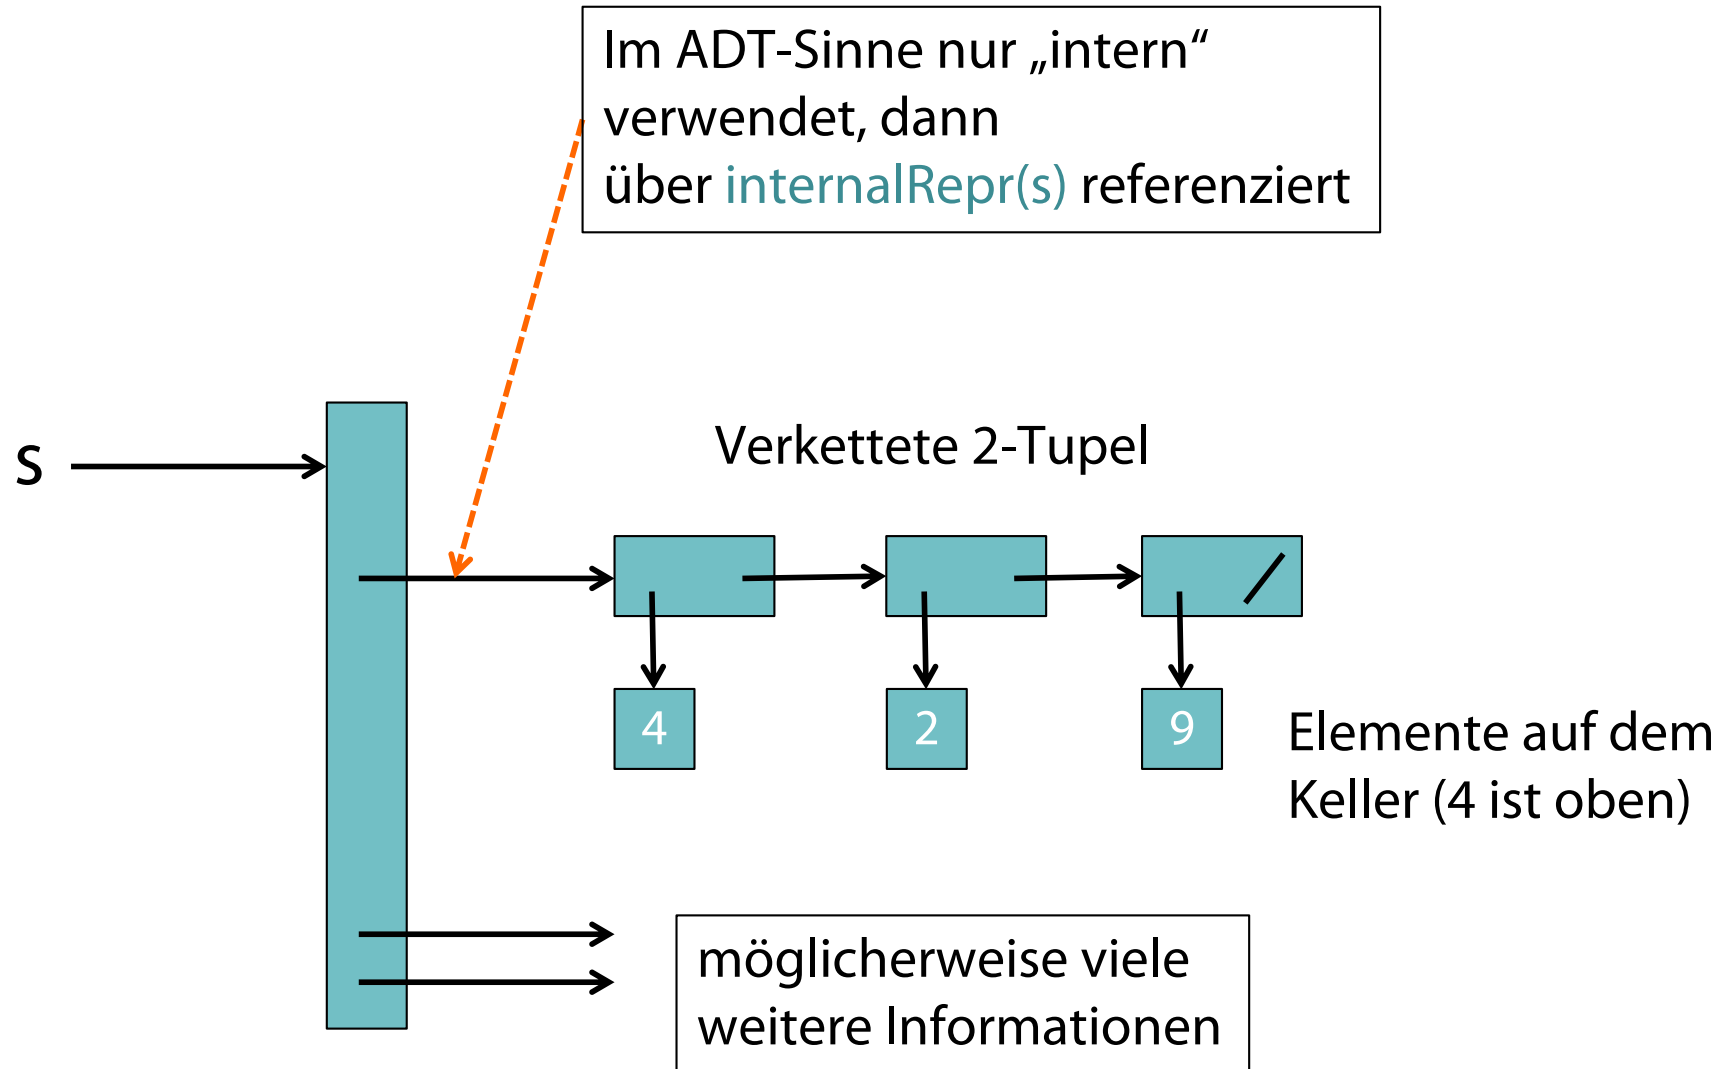 Im ADT-Sinne nur „intern“
verwendet, dann
über internalRepr(s) referenziert
s
Verkettete 2-Tupel
4
2
9
Elemente auf dem
Keller (4 ist oben)
möglicherweise viele
weitere Informationen